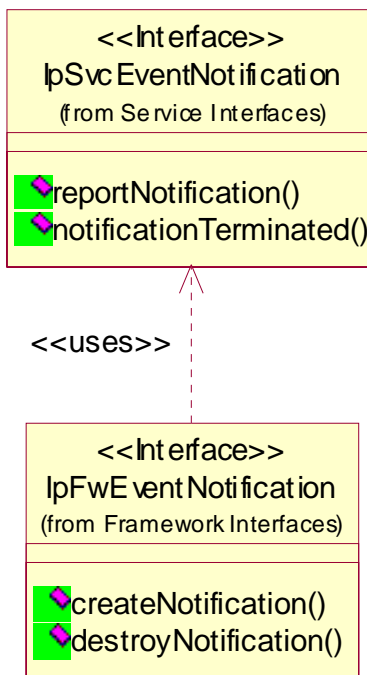 <<Interface>>
IpSvcEventNotification
(from Service Interfaces)
reportNotification()
notificationTerminated()
<<uses>>
<<Interface>>
IpFwEventNotification
(from Framework Interfaces)
createNotification()
destroyNotification()